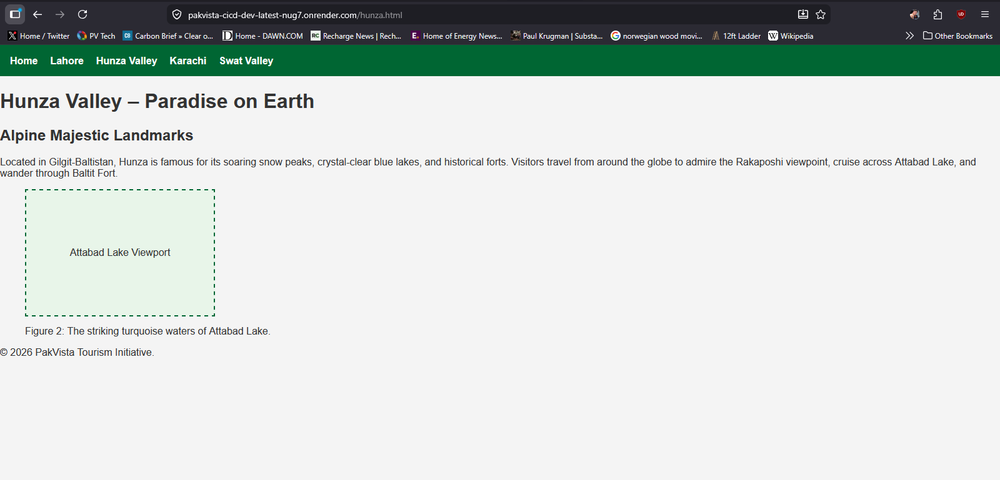 pakvista-cicd-dev-latest-nug7.onrender.com/hunza.html
Home / Twitter PV Tech CB Carbon Brief » Clear o... Home - DAWN.COM RC Recharge News | Rech... E. Home of Energy News... Paul Krugman | Substa... norwegian wood movi... 12ft Ladder W Wikipedia Other Bookmarks
Home Lahore Hunza Valley Karachi Swat Valley
Hunza Valley – Paradise on Earth
Alpine Majestic Landmarks
Located in Gilgit-Baltistan, Hunza is famous for its soaring snow peaks, crystal-clear blue lakes, and historical forts. Visitors travel from around the globe to admire the Rakaposhi viewpoint, cruise across Attabad Lake, and
wander through Baltit Fort.
Attabad Lake Viewport
Figure 2: The striking turquoise waters of Attabad Lake.
© 2026 PakVista Tourism Initiative.